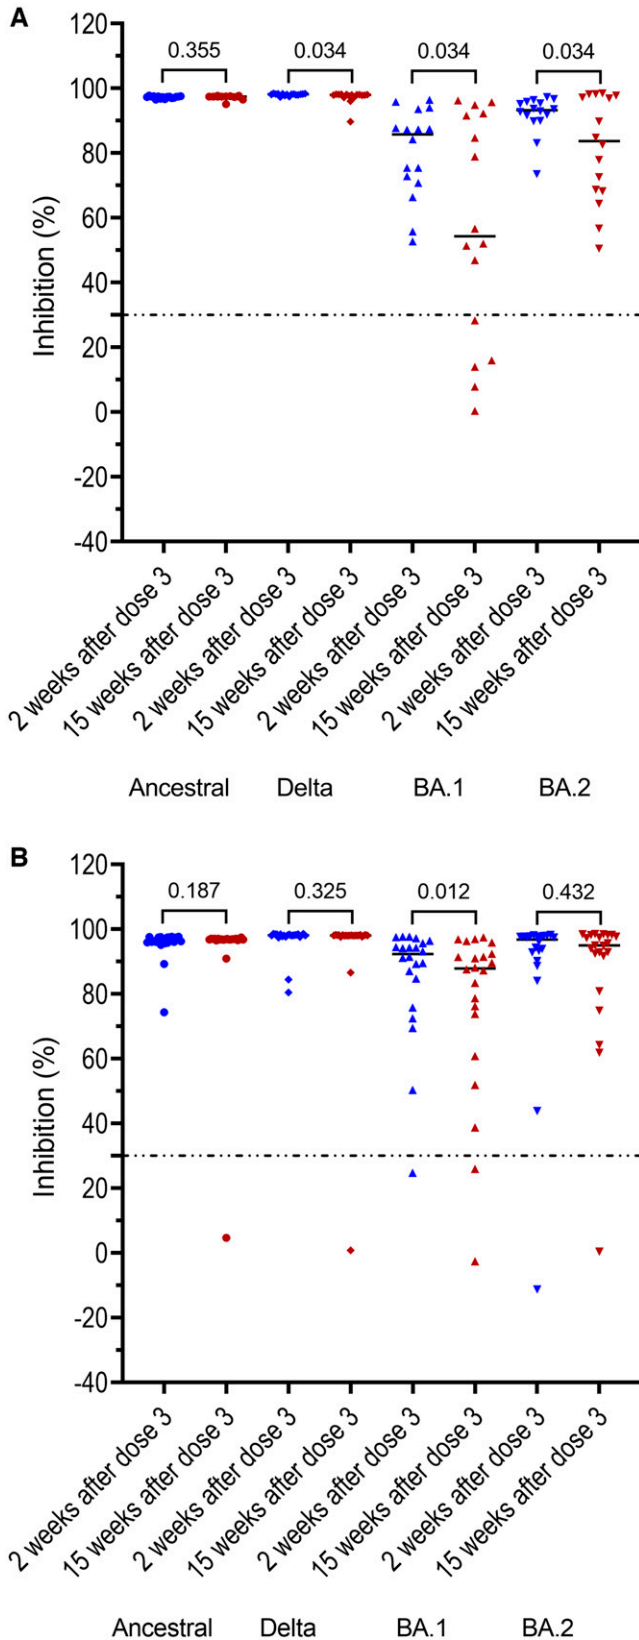 A
120
0.355 0.034 0.034 0.034
100
80
60
40
20
0
-20
-40
Inhibition (%)
2 weeks after dose 3
15 weeks after dose 3
2 weeks after dose 3
15 weeks after dose 3
2 weeks after dose 3
15 weeks after dose 3
2 weeks after dose 3
15 weeks after dose 3
Ancestral Delta BA.1 BA.2
B
120
0.187 0.325 0.012 0.432
100
80
60
40
20
0
-20
-40
Inhibition (%)
2 weeks after dose 3
15 weeks after dose 3
2 weeks after dose 3
15 weeks after dose 3
2 weeks after dose 3
15 weeks after dose 3
2 weeks after dose 3
15 weeks after dose 3
Ancestral Delta BA.1 BA.2